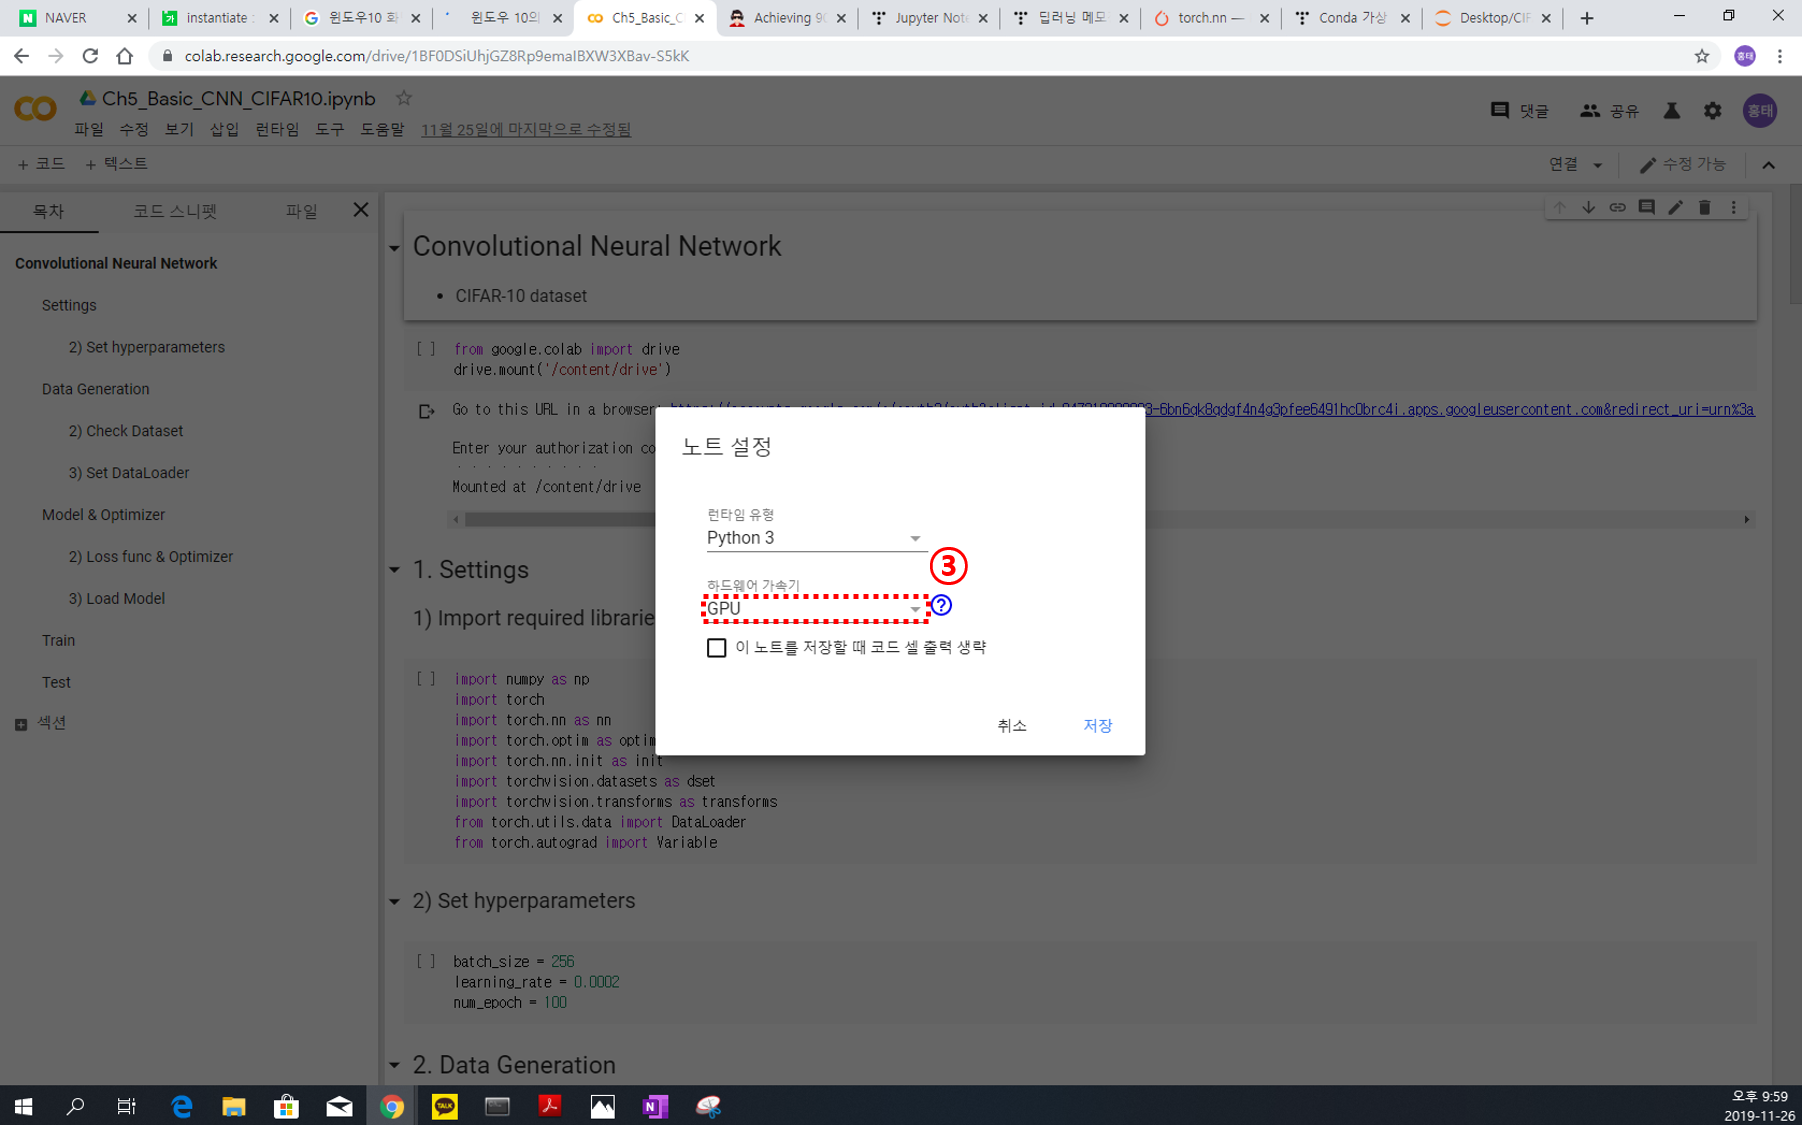 NAVER
instantiate :
윈도우10 화
윈도우 10의
Ch5_Basic_C
Achieving 90
Jupyter Note
딥러닝 메모
torch.nn —
Conda 가상
Desktop/CIF
colab.research.google.com/drive/1BF0DSiUhjGZ8Rp9emaIBXW3XBav-S5kK
홍태
Ch5_Basic_CNN_CIFAR10.ipynb
파일 수정 보기 삽입 런타임 도구 도움말 11월 25일에 마지막으로 수정됨
댓글 공유 홍태
+ 코드 + 텍스트
연결 수정 가능
목차 코드 스니펫 파일
Convolutional Neural Network
Settings
2) Set hyperparameters
Data Generation
2) Check Dataset
3) Set DataLoader
Model & Optimizer
2) Loss func & Optimizer
3) Load Model
Train
Test
섹션
Convolutional Neural Network
• CIFAR-10 dataset
[ ] from google.colab import drive
drive.mount('/content/drive')
Go to this URL in a browser:
-6bn6qk8qdgf4n4g3pfee6491hc0brc4i.apps.googleusercontent.com&redirect_uri=urn%3a
Enter your authorization co
··········
Mounted at /content/drive
1. Settings
1) Import required librarie
[ ] import numpy as np
import torch
import torch.nn as nn
import torch.optim as optim
import torch.nn.init as init
import torchvision.datasets as dset
import torchvision.transforms as transforms
from torch.utils.data import DataLoader
from torch.autograd import Variable
2) Set hyperparameters
[ ] batch_size = 256
learning_rate = 0.0002
num_epoch = 100
2. Data Generation
노트 설정
런타임 유형
Python 3
③
하드웨어 가속기
GPU
이 노트를 저장할 때 코드 셀 출력 생략
취소 저장
TALK
오후 9:59
2019-11-26